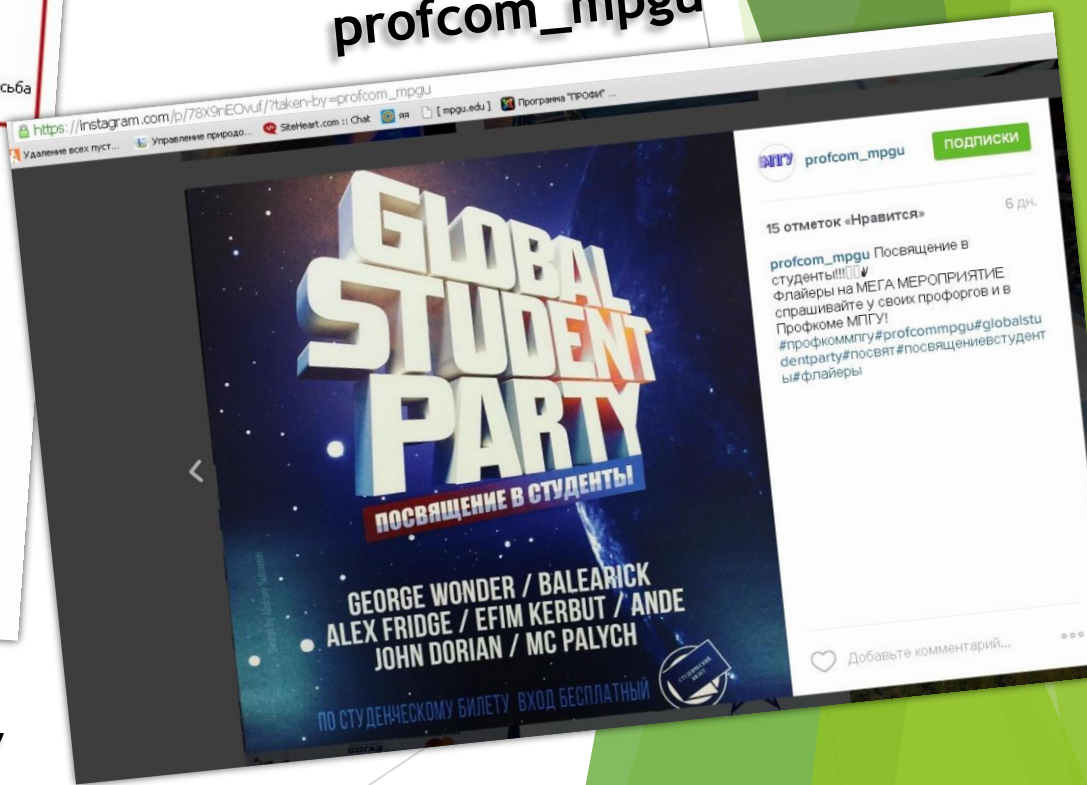 profcom_mpgu
сьба
https://instagram.com/p/78X9nEOvuf/?taken-by=profcom_mpgu
Удаление всех пуст...
Управление природо...
SiteHeart.com :: Chat
яя
[ mpgu.edu ]
Программа "ПРОФИ" ...
GLOBAL
STUDENT
PARTY
ПОСВЯЩЕНИЕ В СТУДЕНТЫ
GEORGE WONDER / BALEARICK
ALEX FRIDGE / EFIM KERBUT / ANDE
JOHN DORIAN / MC PALYCH
СТУДЕНЧЕСКИЙ
БИЛЕТ
ПО СТУДЕНЧЕСКОМУ БИЛЕТУ ВХОД БЕСПЛАТНЫЙ
МПГУ
profcom_mpgu
ПОДПИСКИ
15 отметок «Нравится»
6 дн.
profcom_mpgu Посвящение в
студенты!!!
Флайеры на МЕГА МЕРОПРИЯТИЕ
спрашивайте у своих профоргов и в
Профкоме МПГУ!
#профкоммпгу#profcommpgu#globalstu
dentparty#посвят#посвящениевстудент
ы#флайеры
Добавьте комментарий...